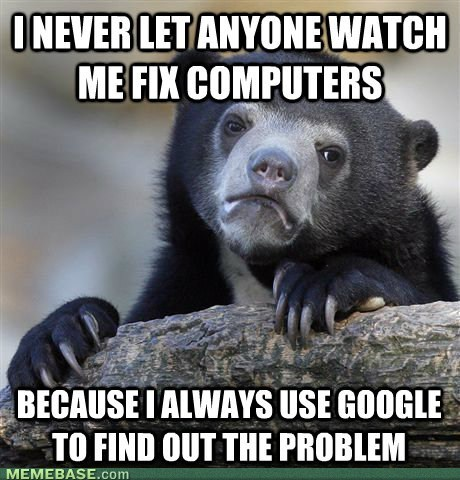 I NEVER LET ANYONE WATCH
ME FIX COMPUTERS
BECAUSE I ALWAYS USE GOOGLE
TO FIND OUT THE PROBLEM
MEMEBASE.com